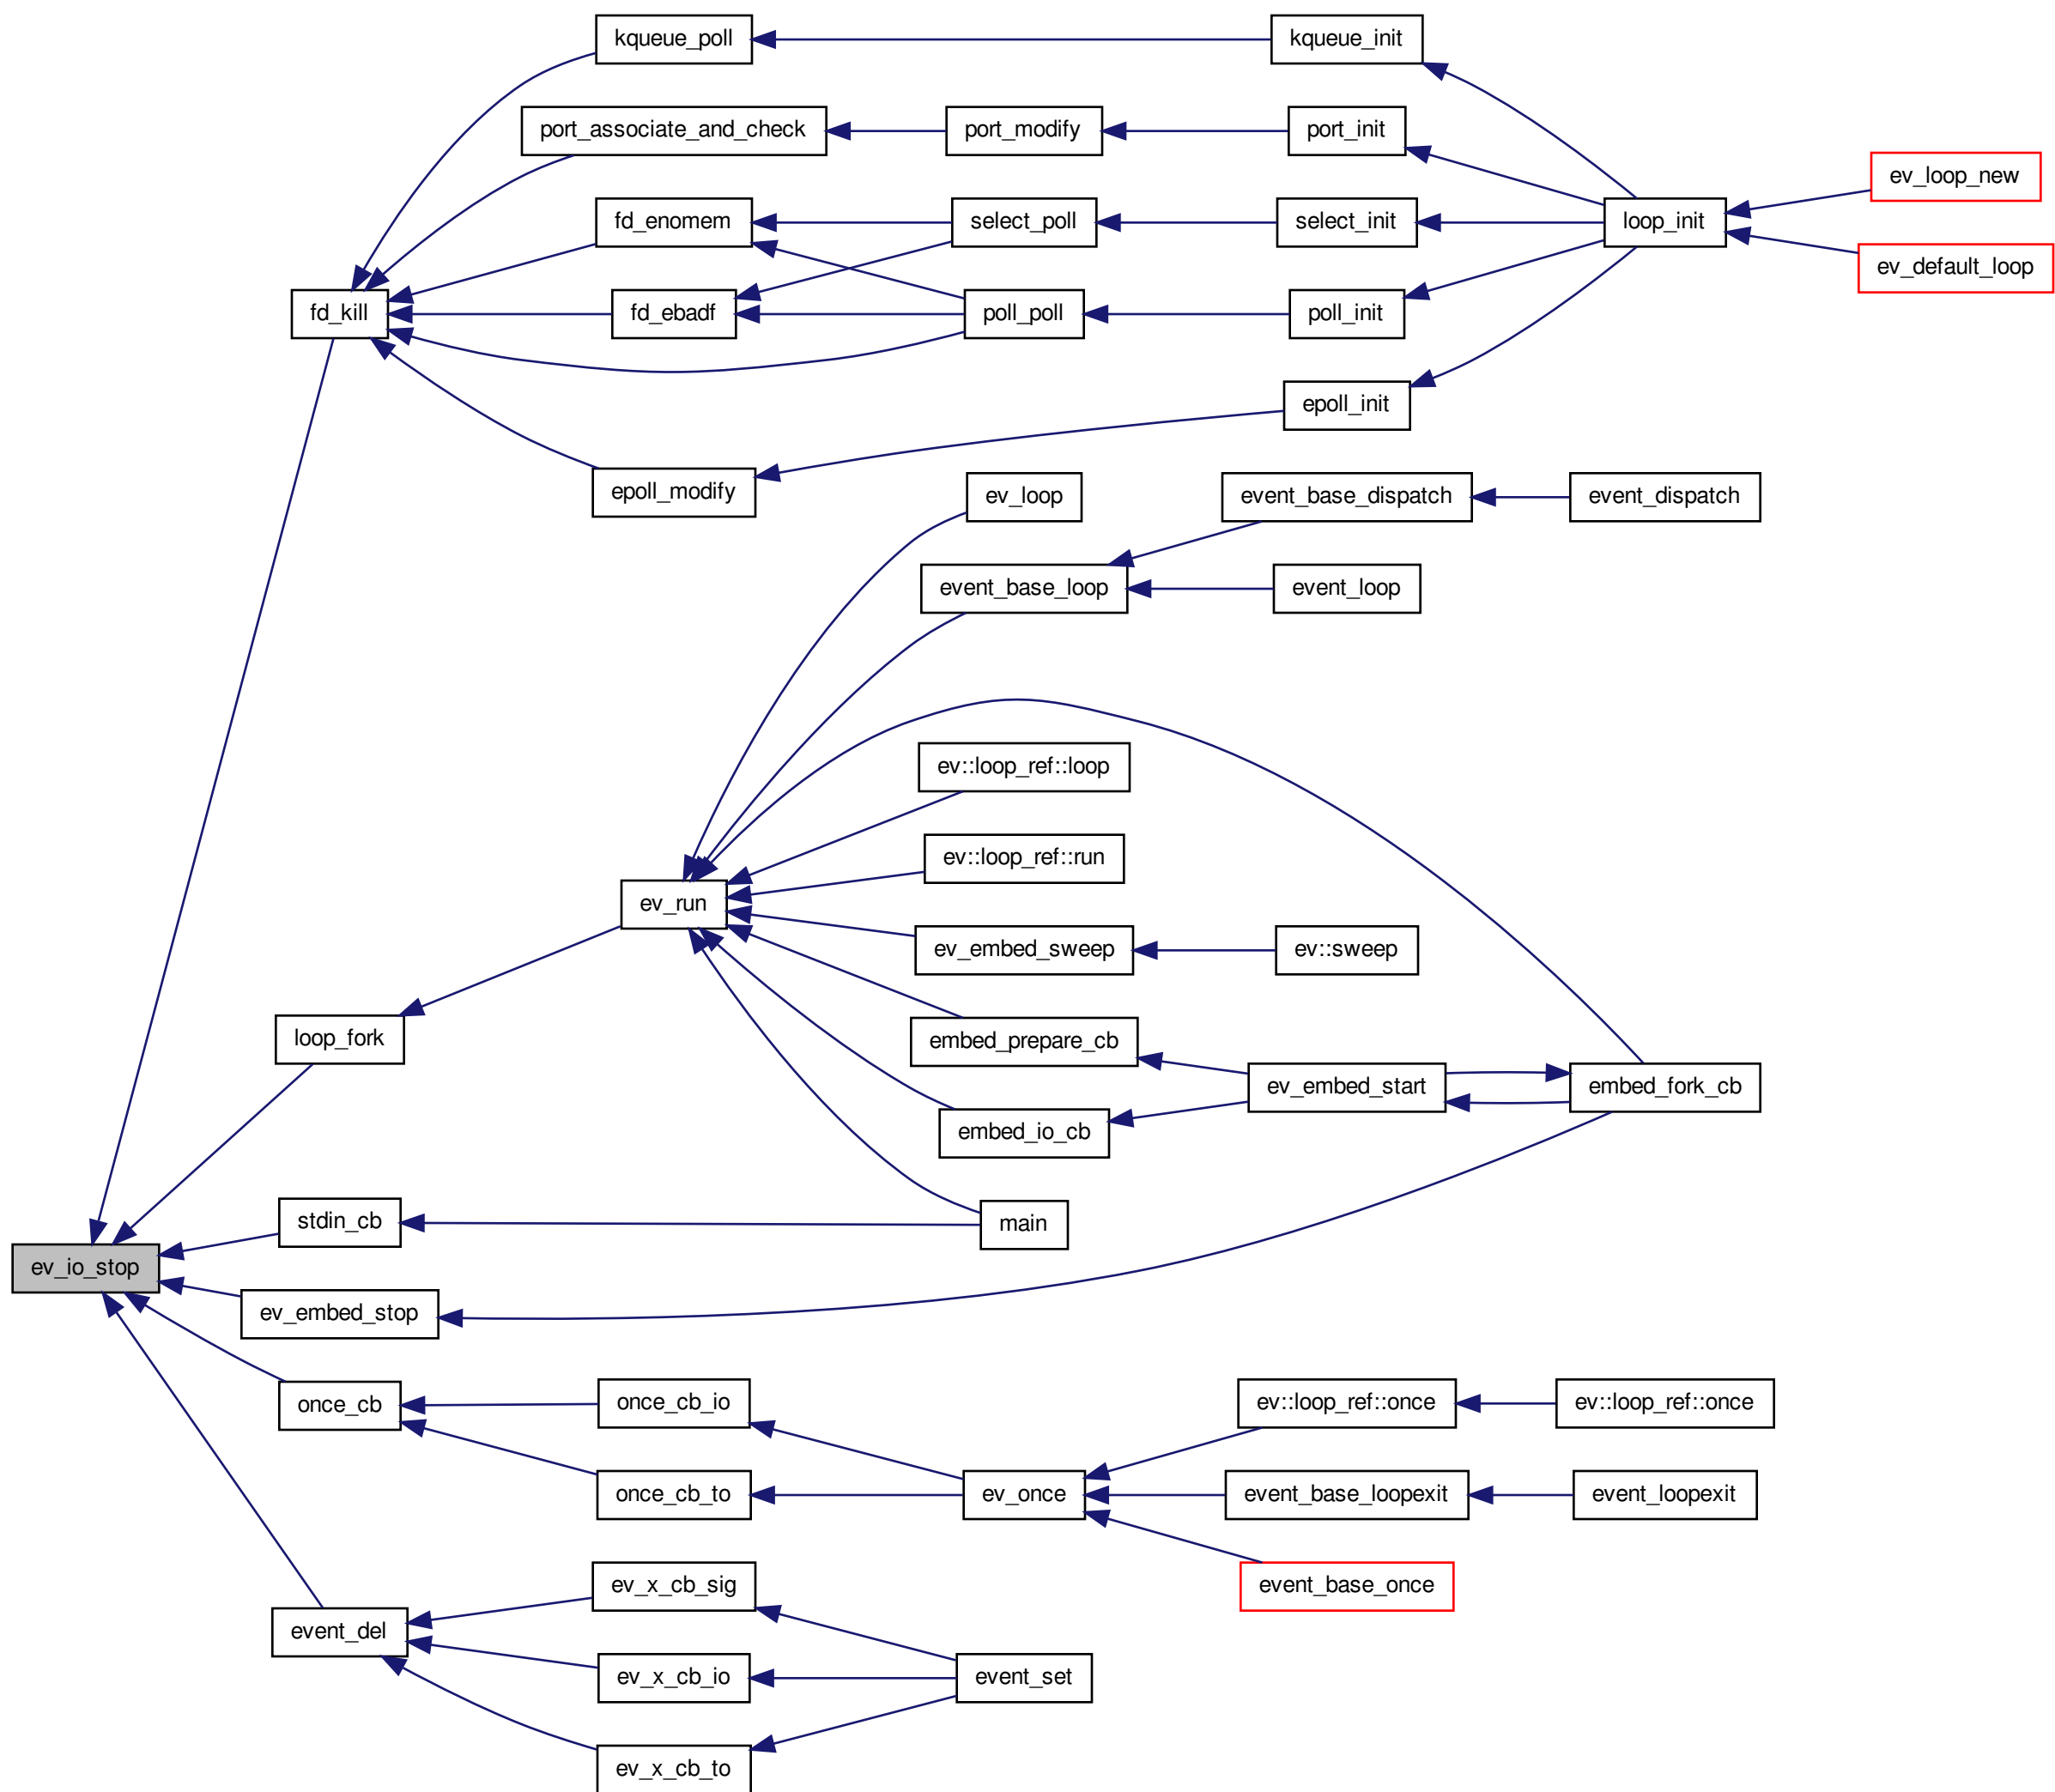 kqueue_poll
kqueue_init
port_associate_and_check
port_modify
port_init
ev_loop_new
fd_enomem
select_poll
select_init
loop_init
ev_default_loop
fd_kill
fd_ebadf
poll_poll
poll_init
epoll_init
epoll_modify
ev_loop
event_base_dispatch
event_dispatch
event_base_loop
event_loop
ev::loop_ref::loop
ev::loop_ref::run
ev_run
ev_embed_sweep
ev::sweep
loop_fork
embed_prepare_cb
ev_embed_start
embed_fork_cb
embed_io_cb
stdin_cb
main
ev_io_stop
ev_embed_stop
once_cb
once_cb_io
ev::loop_ref::once
ev::loop_ref::once
once_cb_to
ev_once
event_base_loopexit
event_loopexit
ev_x_cb_sig
event_base_once
event_del
ev_x_cb_io
event_set
ev_x_cb_to